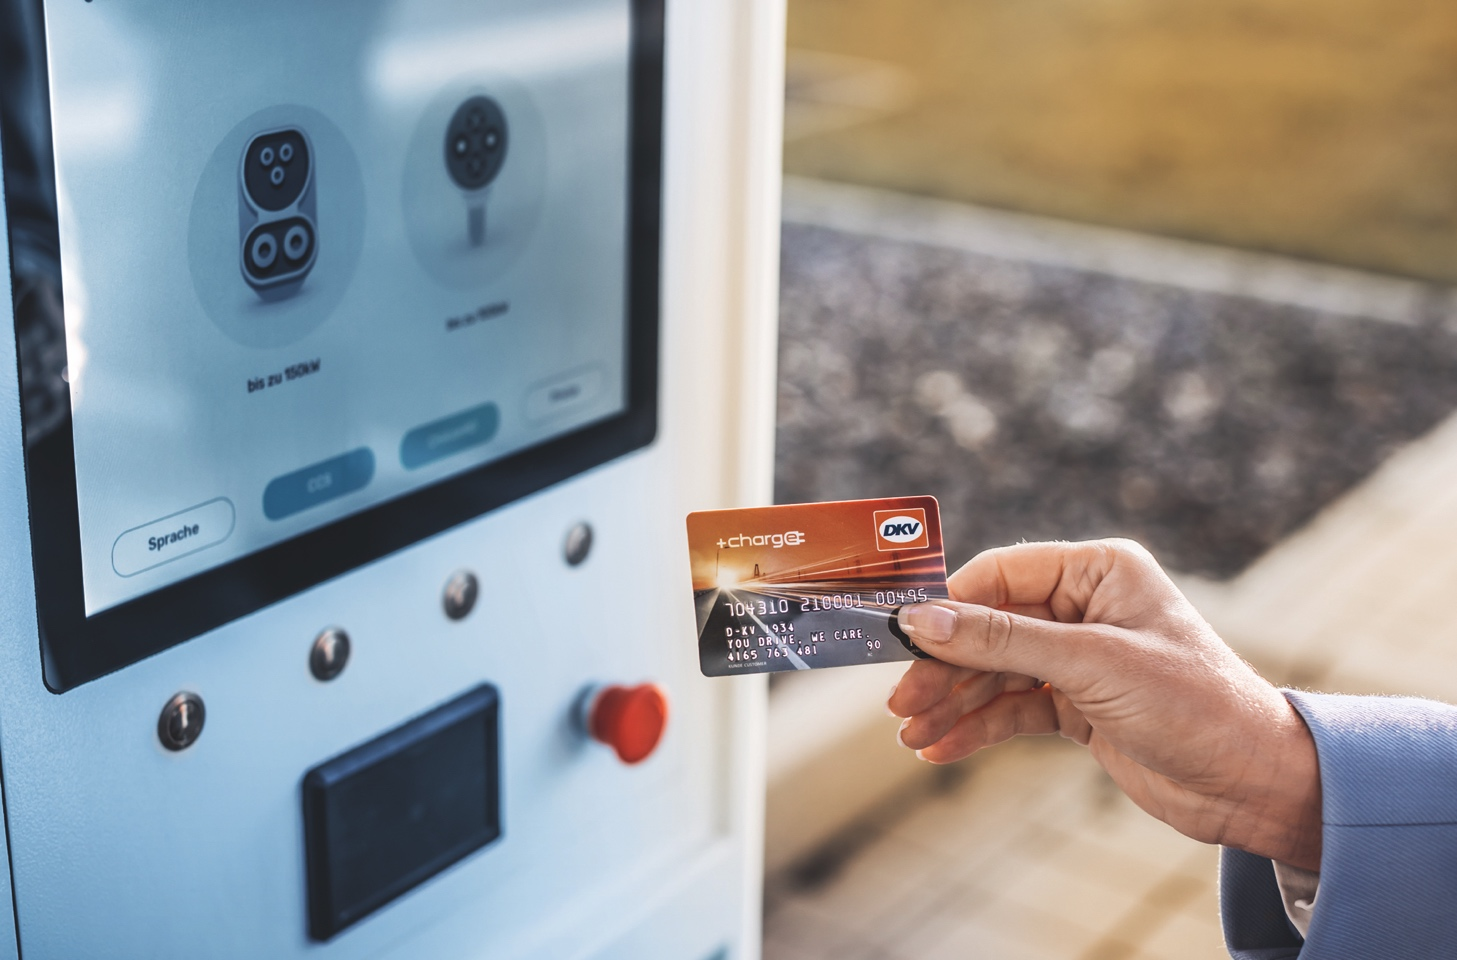 bis zu 150kW
Sprache
CCS
+charge
DKV
704310 210001 00495
D-KV 1934
YOU DRIVE, WE CARE.
4165 763 481 90